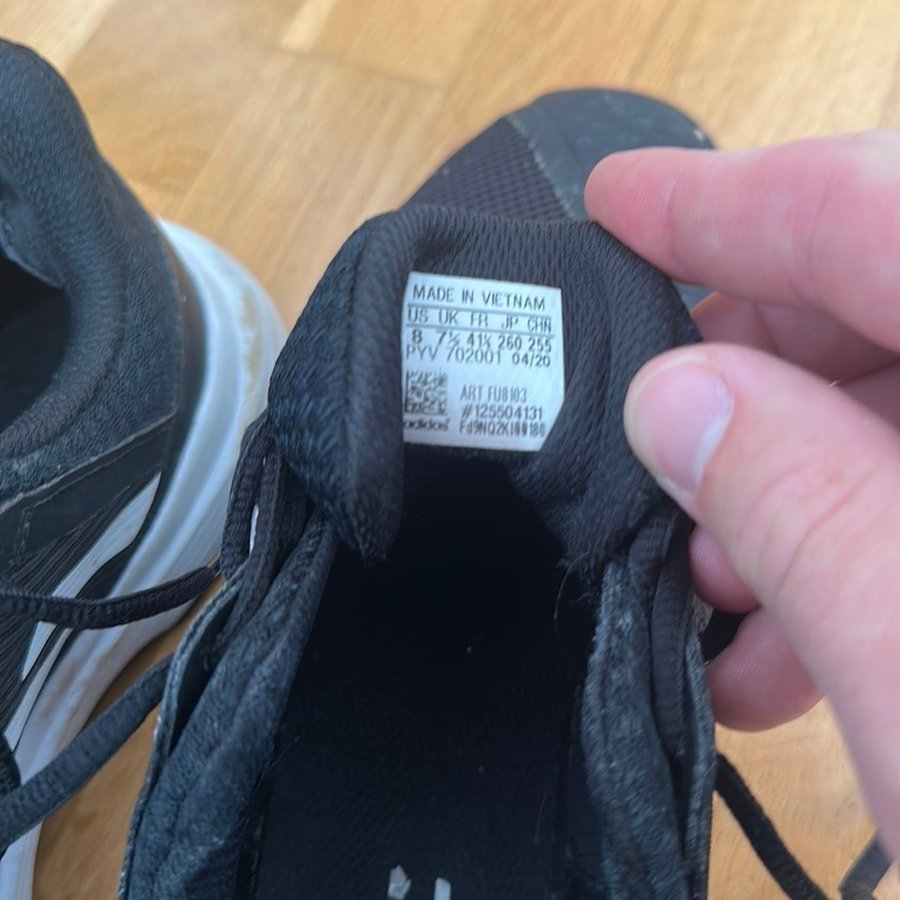 MADE IN VIETNAM
US UK FR JP CHN
8 7½ 41⅓ 260 255
PYV 702001 04/20
ART FU8103
#125504131
adidas